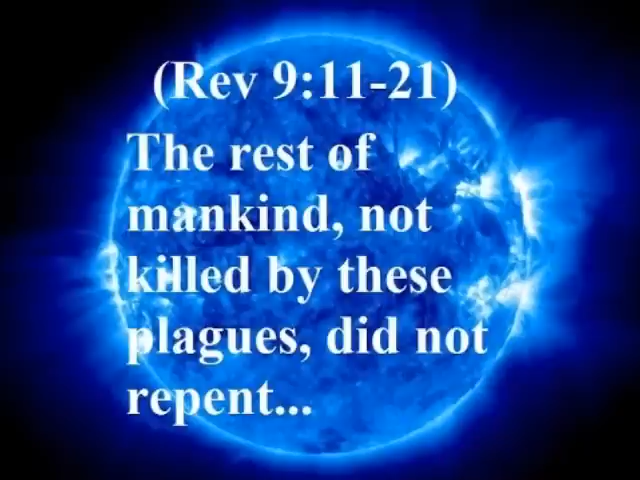 (Rev 9:11-21)
The rest of
mankind, not
killed by these
plagues, did not
repent...